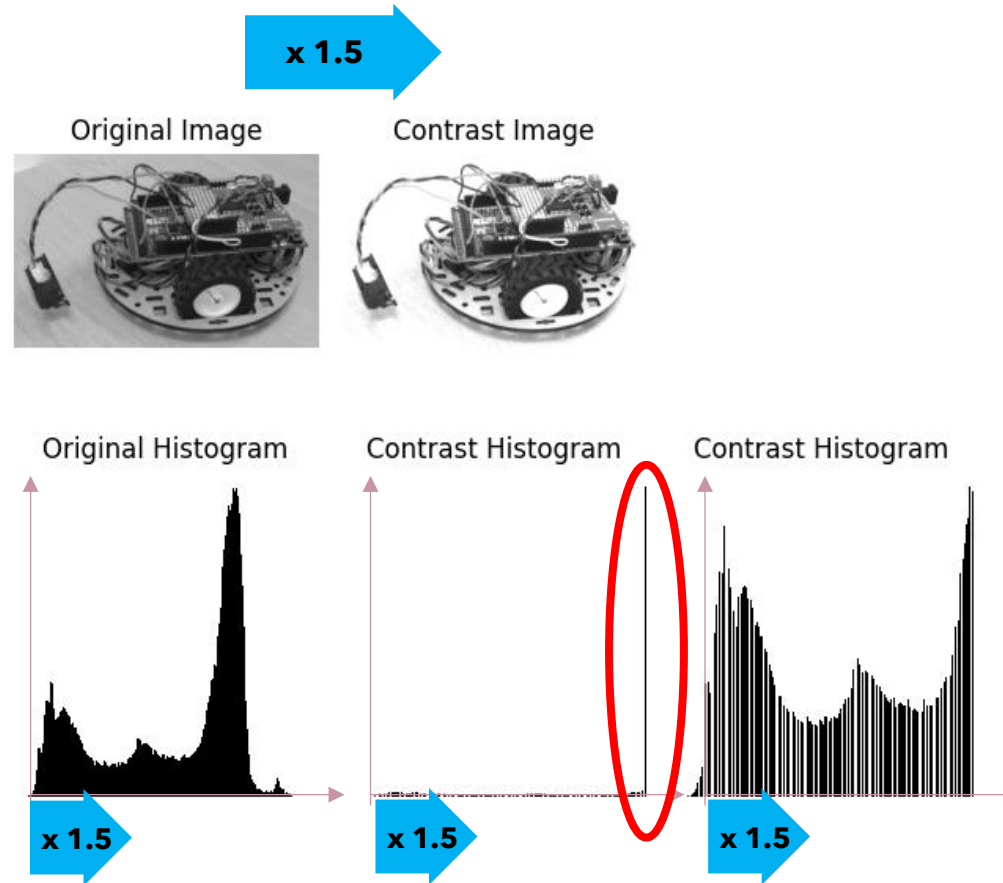 x 1.5
Original Image
Contrast Image
Original Histogram
Contrast Histogram
Contrast Histogram
x 1.5
x 1.5
x 1.5